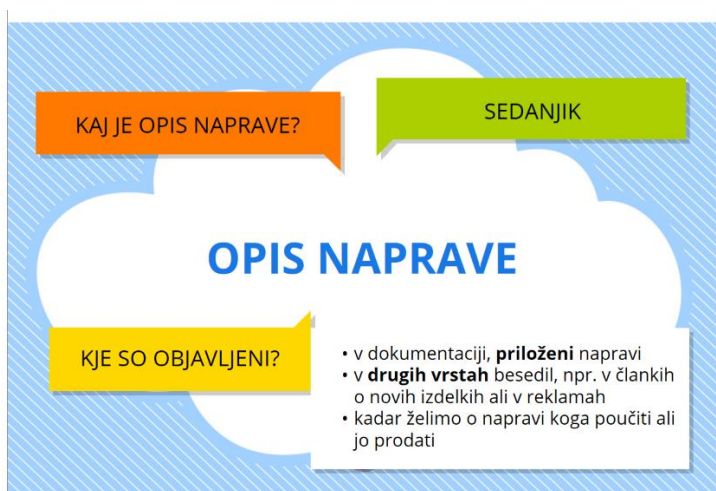 KAJ JE OPIS NAPRAVE?
SEDANJIK
OPIS NAPRAVE
KJE SO OBJAVLJENI?
• v dokumentaciji, priloženi napravi
• v drugih vrstah besedil, npr. v člankih
o novih izdelkih ali v reklamah
• kadar želimo o napravi koga poučiti ali
jo prodati